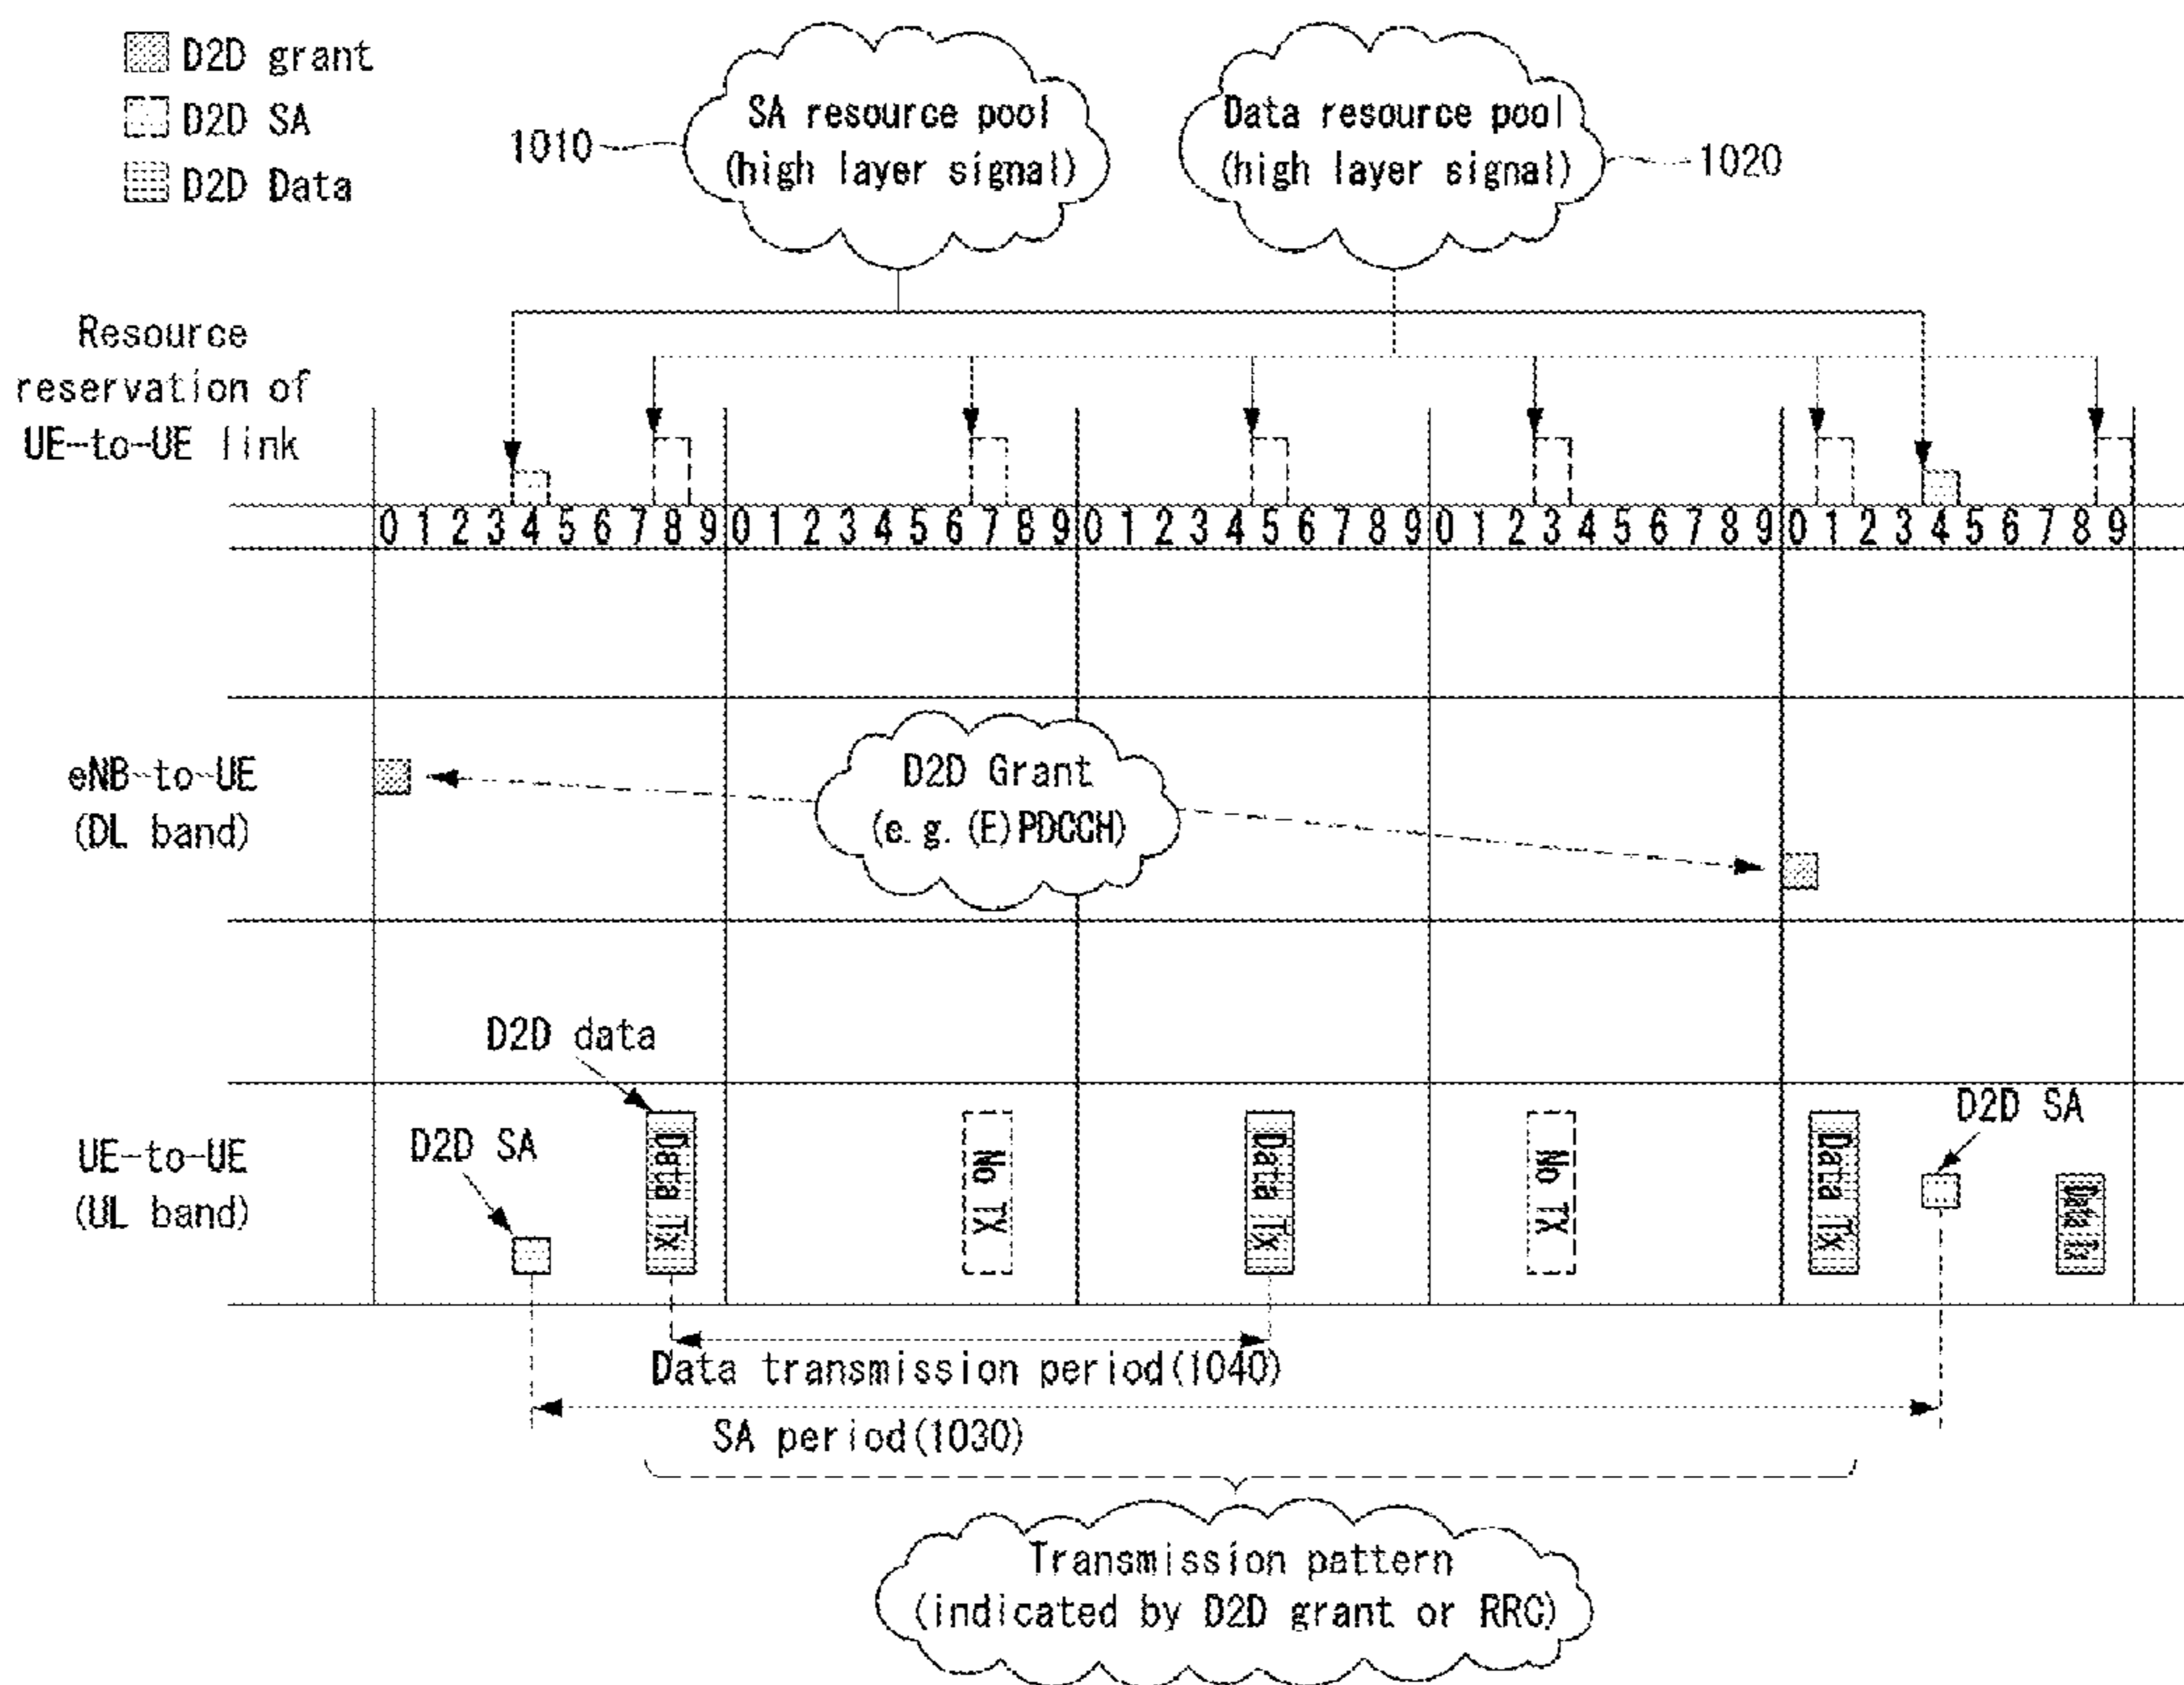 D2D grant
D2D SA
D2D Data
1010
SA resource pool
(high layer signal)
Data resource pool
(high layer signal)
1020
Resource
reservation of
UE-to-UE link
0 1 2 3 4 5 6 7 8 9 0 1 2 3 4 5 6 7 8 9 0 1 2 3 4 5 6 7 8 9 0 1 2 3 4 5 6 7 8 9 0 1 2 3 4 5 6 7 8 9
eNB-to-UE
(DL band)
D2D Grant
(e.g. (E)PDCCH)
UE-to-UE
(UL band)
D2D SA
D2D data
Data Tx
No TX
Data Tx
No TX
Data Tx
D2D SA
Data Tx
Data transmission period(1040)
SA period(1030)
Transmission pattern
(indicated by D2D grant or RRC)